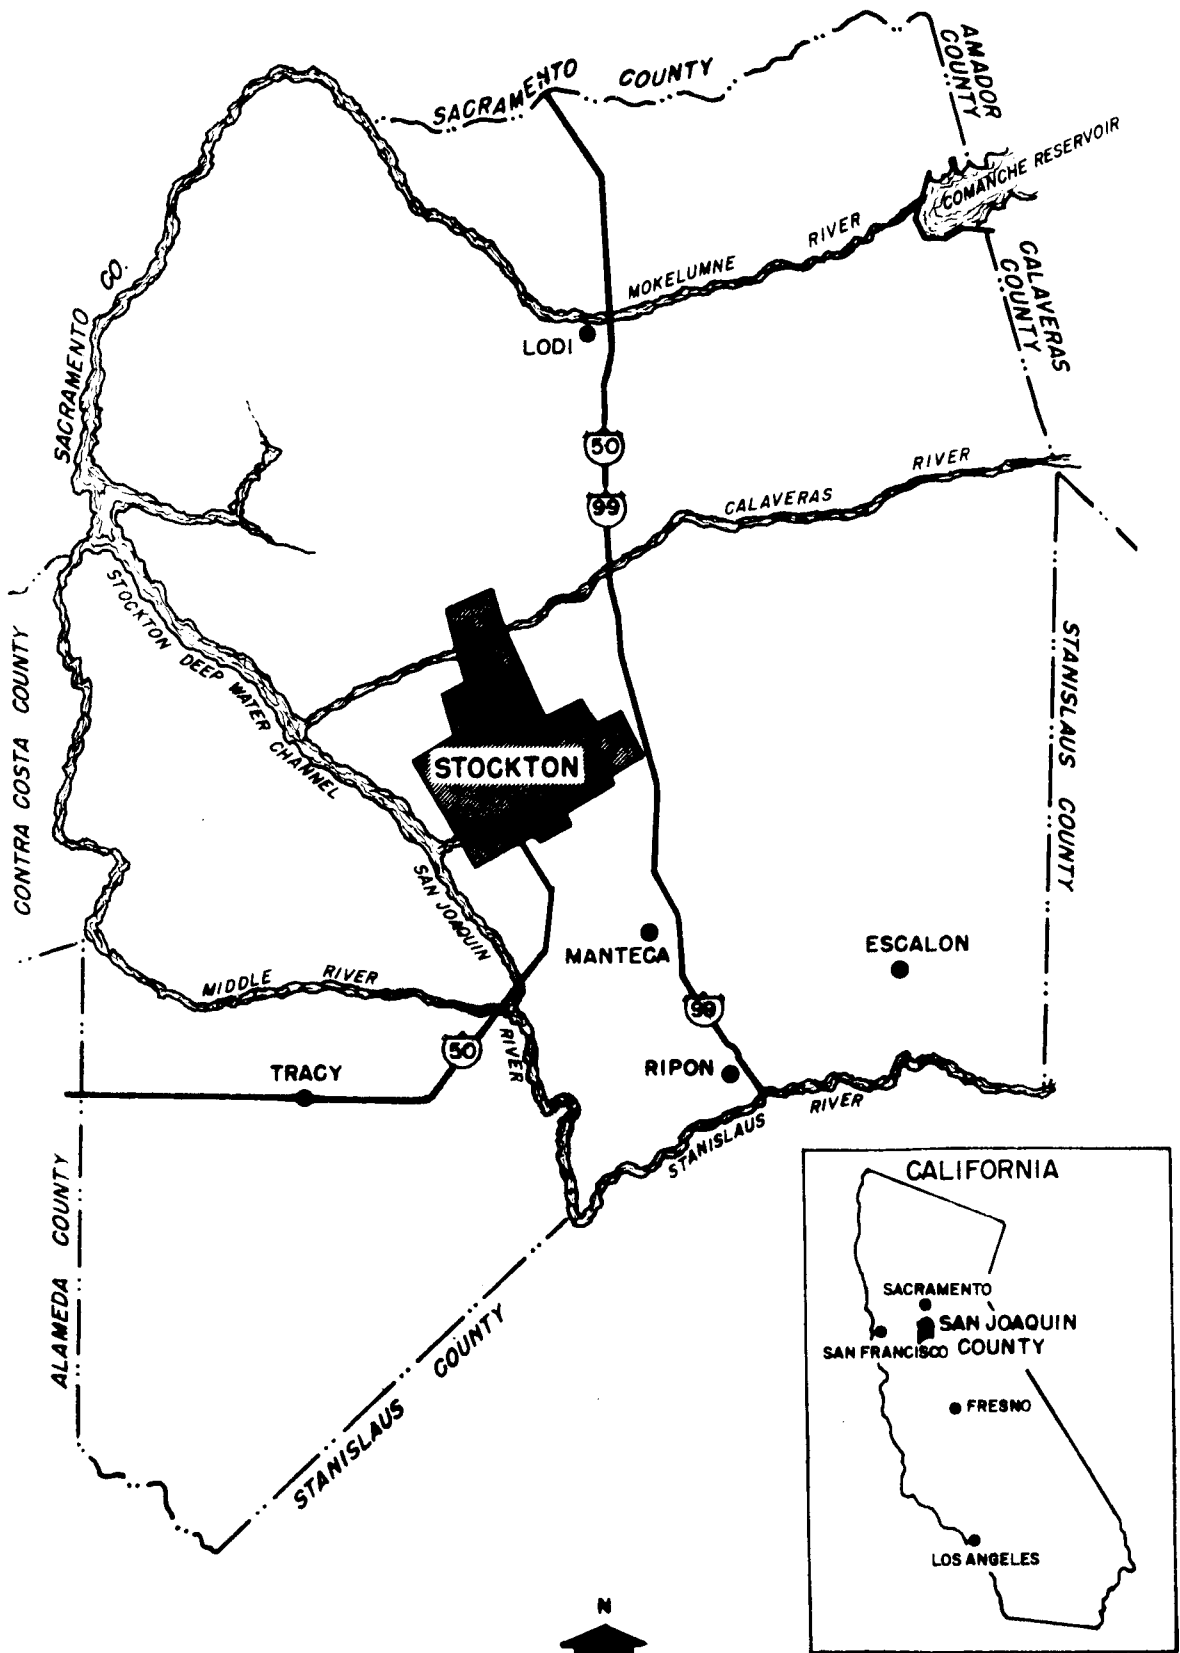 SACRAMENTO COUNTY
AMADOR
COUNTY
COMANCHE RESERVOIR
MOKELUMNE RIVER
CALAVERAS
COUNTY
SACRAMENTO CO.
LODI
50
99
CALAVERAS RIVER
STOCKTON DEEP WATER CHANNEL
STANISLAUS COUNTY
CONTRA COSTA COUNTY
STOCKTON
SAN JOAQUIN
RIVER
MANTECA
ESCALON
MIDDLE RIVER
99
50
TRACY
RIPON
STANISLAUS RIVER
ALAMEDA COUNTY
STANISLAUS COUNTY
CALIFORNIA
SACRAMENTO
SAN JOAQUIN
COUNTY
SAN FRANCISCO
FRESNO
LOS ANGELES
N